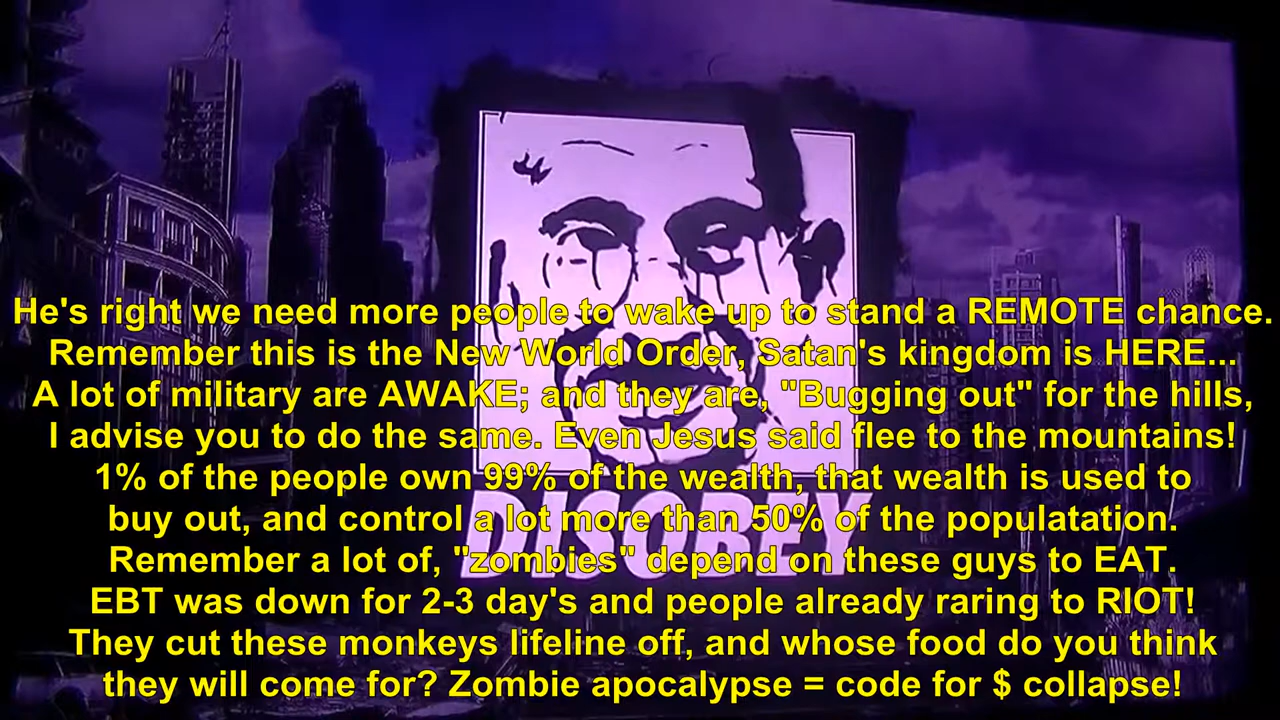 He's right we need more people to wake up to stand a REMOTE chance.
Remember this is the New World Order, Satan's kingdom is HERE...
A lot of military are AWAKE; and they are, "Bugging out" for the hills,
I advise you to do the same. Even Jesus said flee to the mountains!
1% of the people own 99% of the wealth, that wealth is used to
buy out, and control a lot more than 50% of the populatation.
DISOBEY
Remember a lot of, "zombies" depend on these guys to EAT.
EBT was down for 2-3 day's and people already raring to RIOT!
They cut these monkeys lifeline off, and whose food do you think
they will come for? Zombie apocalypse = code for $ collapse!